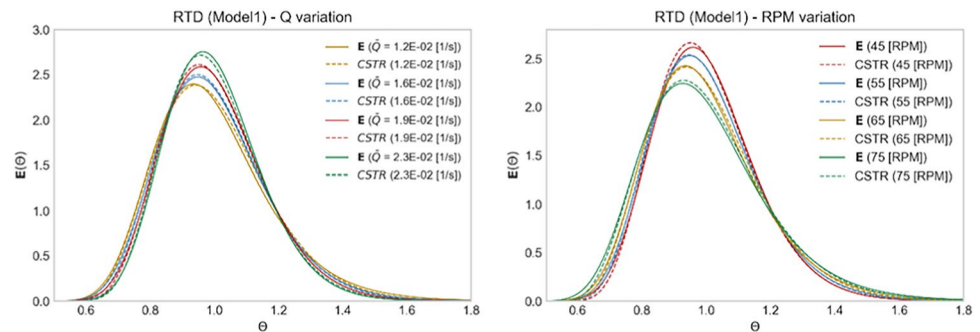 RTD (Model1) - Q variation
E(Θ)
3.0
2.5
2.0
1.5
1.0
0.5
0.0
E (Q̄ = 1.2E-02 [1/s])
CSTR (1.2E-02 [1/s])
E (Q̄ = 1.6E-02 [1/s])
CSTR (1.6E-02 [1/s])
E (Q̄ = 1.9E-02 [1/s])
CSTR (1.9E-02 [1/s])
E (Q̄ = 2.3E-02 [1/s])
CSTR (2.3E-02 [1/s])
0.6 0.8 1.0 1.2 1.4 1.6 1.8
Θ
RTD (Model1) - RPM variation
E(Θ)
2.5
2.0
1.5
1.0
0.5
0.0
E (45 [RPM])
CSTR (45 [RPM])
E (55 [RPM])
CSTR (55 [RPM])
E (65 [RPM])
CSTR (65 [RPM])
E (75 [RPM])
CSTR (75 [RPM])
0.6 0.8 1.0 1.2 1.4 1.6 1.8
Θ